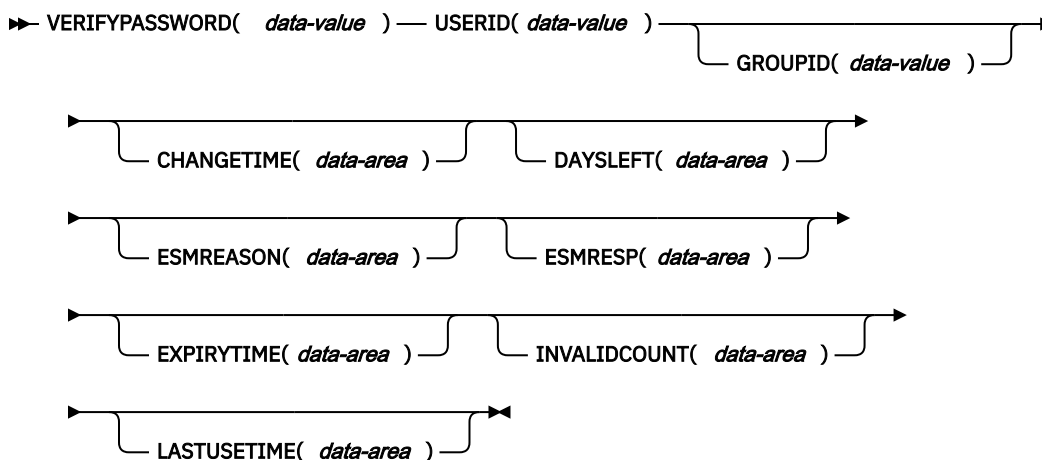 VERIFYPASSWORD( data-value ) USERID( data-value )
GROUPID( data-value )
CHANGETIME( data-area ) DAYSLEFT( data-area )
ESMREASON( data-area ) ESMRESP( data-area )
EXPIRYTIME( data-area ) INVALIDCOUNT( data-area )
LASTUSETIME( data-area )